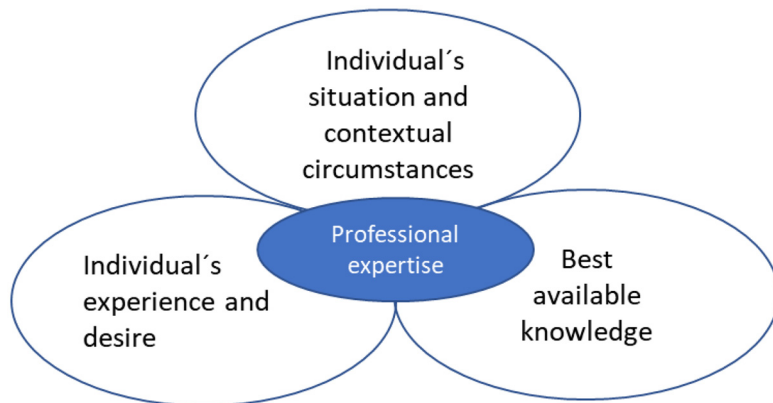 Individual´s
situation and
contextual
circumstances
Professional
expertise
Individual´s
experience and
desire
Best
available
knowledge